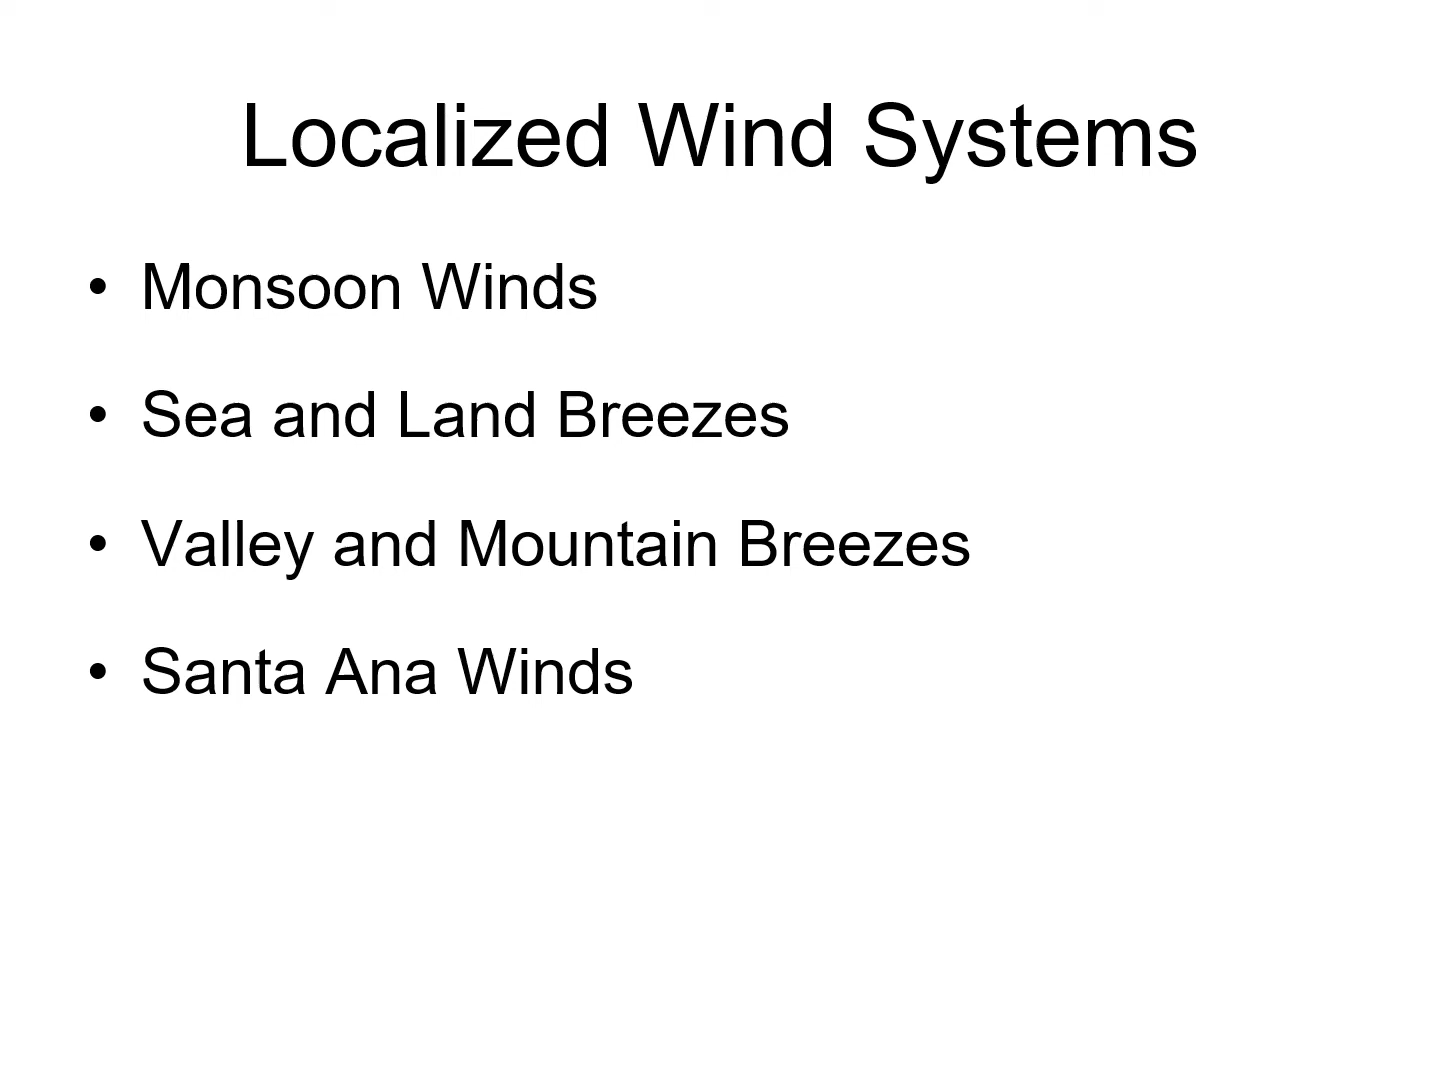 Localized Wind Systems
• Monsoon Winds
• Sea and Land Breezes
• Valley and Mountain Breezes
• Santa Ana Winds